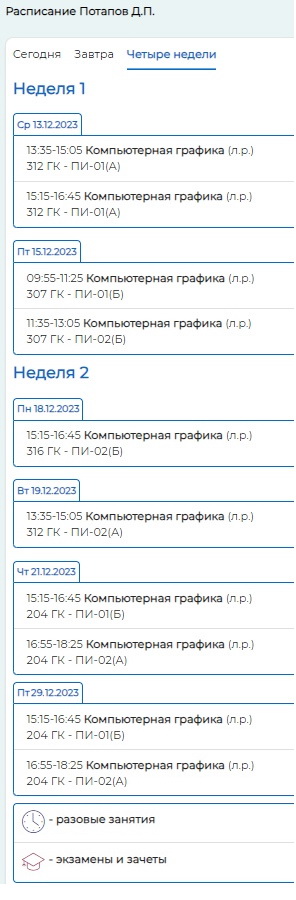 Расписание Потапов Д.П.
Сегодня Завтра Четыре недели
Неделя 1
Ср 13.12.2023
13:35-15:05 Компьютерная графика (л.р.)
312 ГК - ПИ-01(А)
15:15-16:45 Компьютерная графика (л.р.)
312 ГК - ПИ-01(А)
Пт 15.12.2023
09:55-11:25 Компьютерная графика (л.р.)
307 ГК - ПИ-01(Б)
11:35-13:05 Компьютерная графика (л.р.)
307 ГК - ПИ-02(Б)
Неделя 2
Пн 18.12.2023
15:15-16:45 Компьютерная графика (л.р.)
316 ГК - ПИ-02(Б)
Вт 19.12.2023
13:35-15:05 Компьютерная графика (л.р.)
312 ГК - ПИ-02(А)
Чт 21.12.2023
15:15-16:45 Компьютерная графика (л.р.)
204 ГК - ПИ-01(Б)
16:55-18:25 Компьютерная графика (л.р.)
204 ГК - ПИ-02(А)
Пт 29.12.2023
15:15-16:45 Компьютерная графика (л.р.)
204 ГК - ПИ-01(Б)
16:55-18:25 Компьютерная графика (л.р.)
204 ГК - ПИ-02(А)
- разовые занятия
- экзамены и зачеты